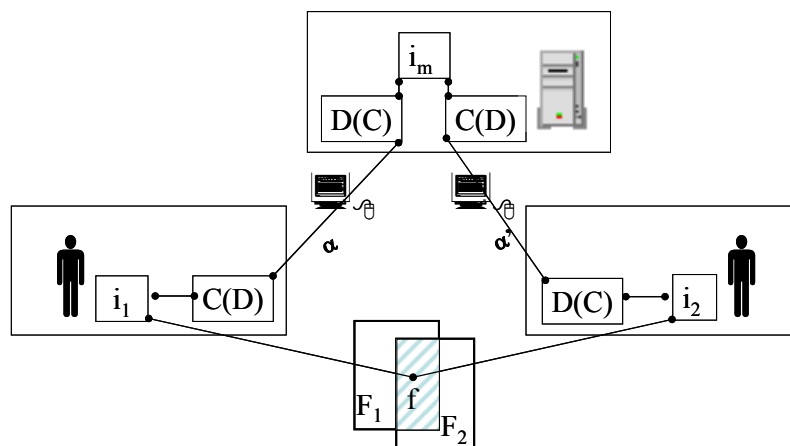 i_m
D(C)
C(D)
α
α’
i_1
C(D)
D(C)
i_2
f
F_1
F_2